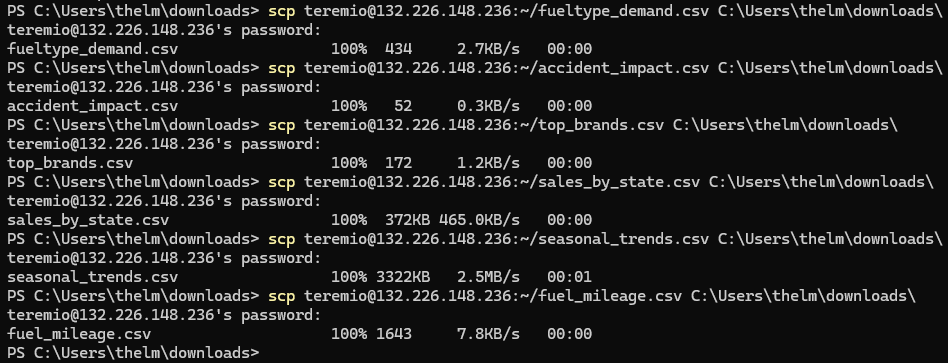 PS C:\Users\thelm\downloads> scp teremio@132.226.148.236:~/fueltype_demand.csv C:\Users\thelm\downloads\
teremio@132.226.148.236's password:
fueltype_demand.csv 100% 434 2.7KB/s 00:00
PS C:\Users\thelm\downloads> scp teremio@132.226.148.236:~/accident_impact.csv C:\Users\thelm\downloads\
teremio@132.226.148.236's password:
accident_impact.csv 100% 52 0.3KB/s 00:00
PS C:\Users\thelm\downloads> scp teremio@132.226.148.236:~/top_brands.csv C:\Users\thelm\downloads\
teremio@132.226.148.236's password:
top_brands.csv 100% 172 1.2KB/s 00:00
PS C:\Users\thelm\downloads> scp teremio@132.226.148.236:~/sales_by_state.csv C:\Users\thelm\downloads\
teremio@132.226.148.236's password:
sales_by_state.csv 100% 372KB 465.0KB/s 00:00
PS C:\Users\thelm\downloads> scp teremio@132.226.148.236:~/seasonal_trends.csv C:\Users\thelm\downloads\
teremio@132.226.148.236's password:
seasonal_trends.csv 100% 3322KB 2.5MB/s 00:01
PS C:\Users\thelm\downloads> scp teremio@132.226.148.236:~/fuel_mileage.csv C:\Users\thelm\downloads\
teremio@132.226.148.236's password:
fuel_mileage.csv 100% 1643 7.8KB/s 00:00
PS C:\Users\thelm\downloads>